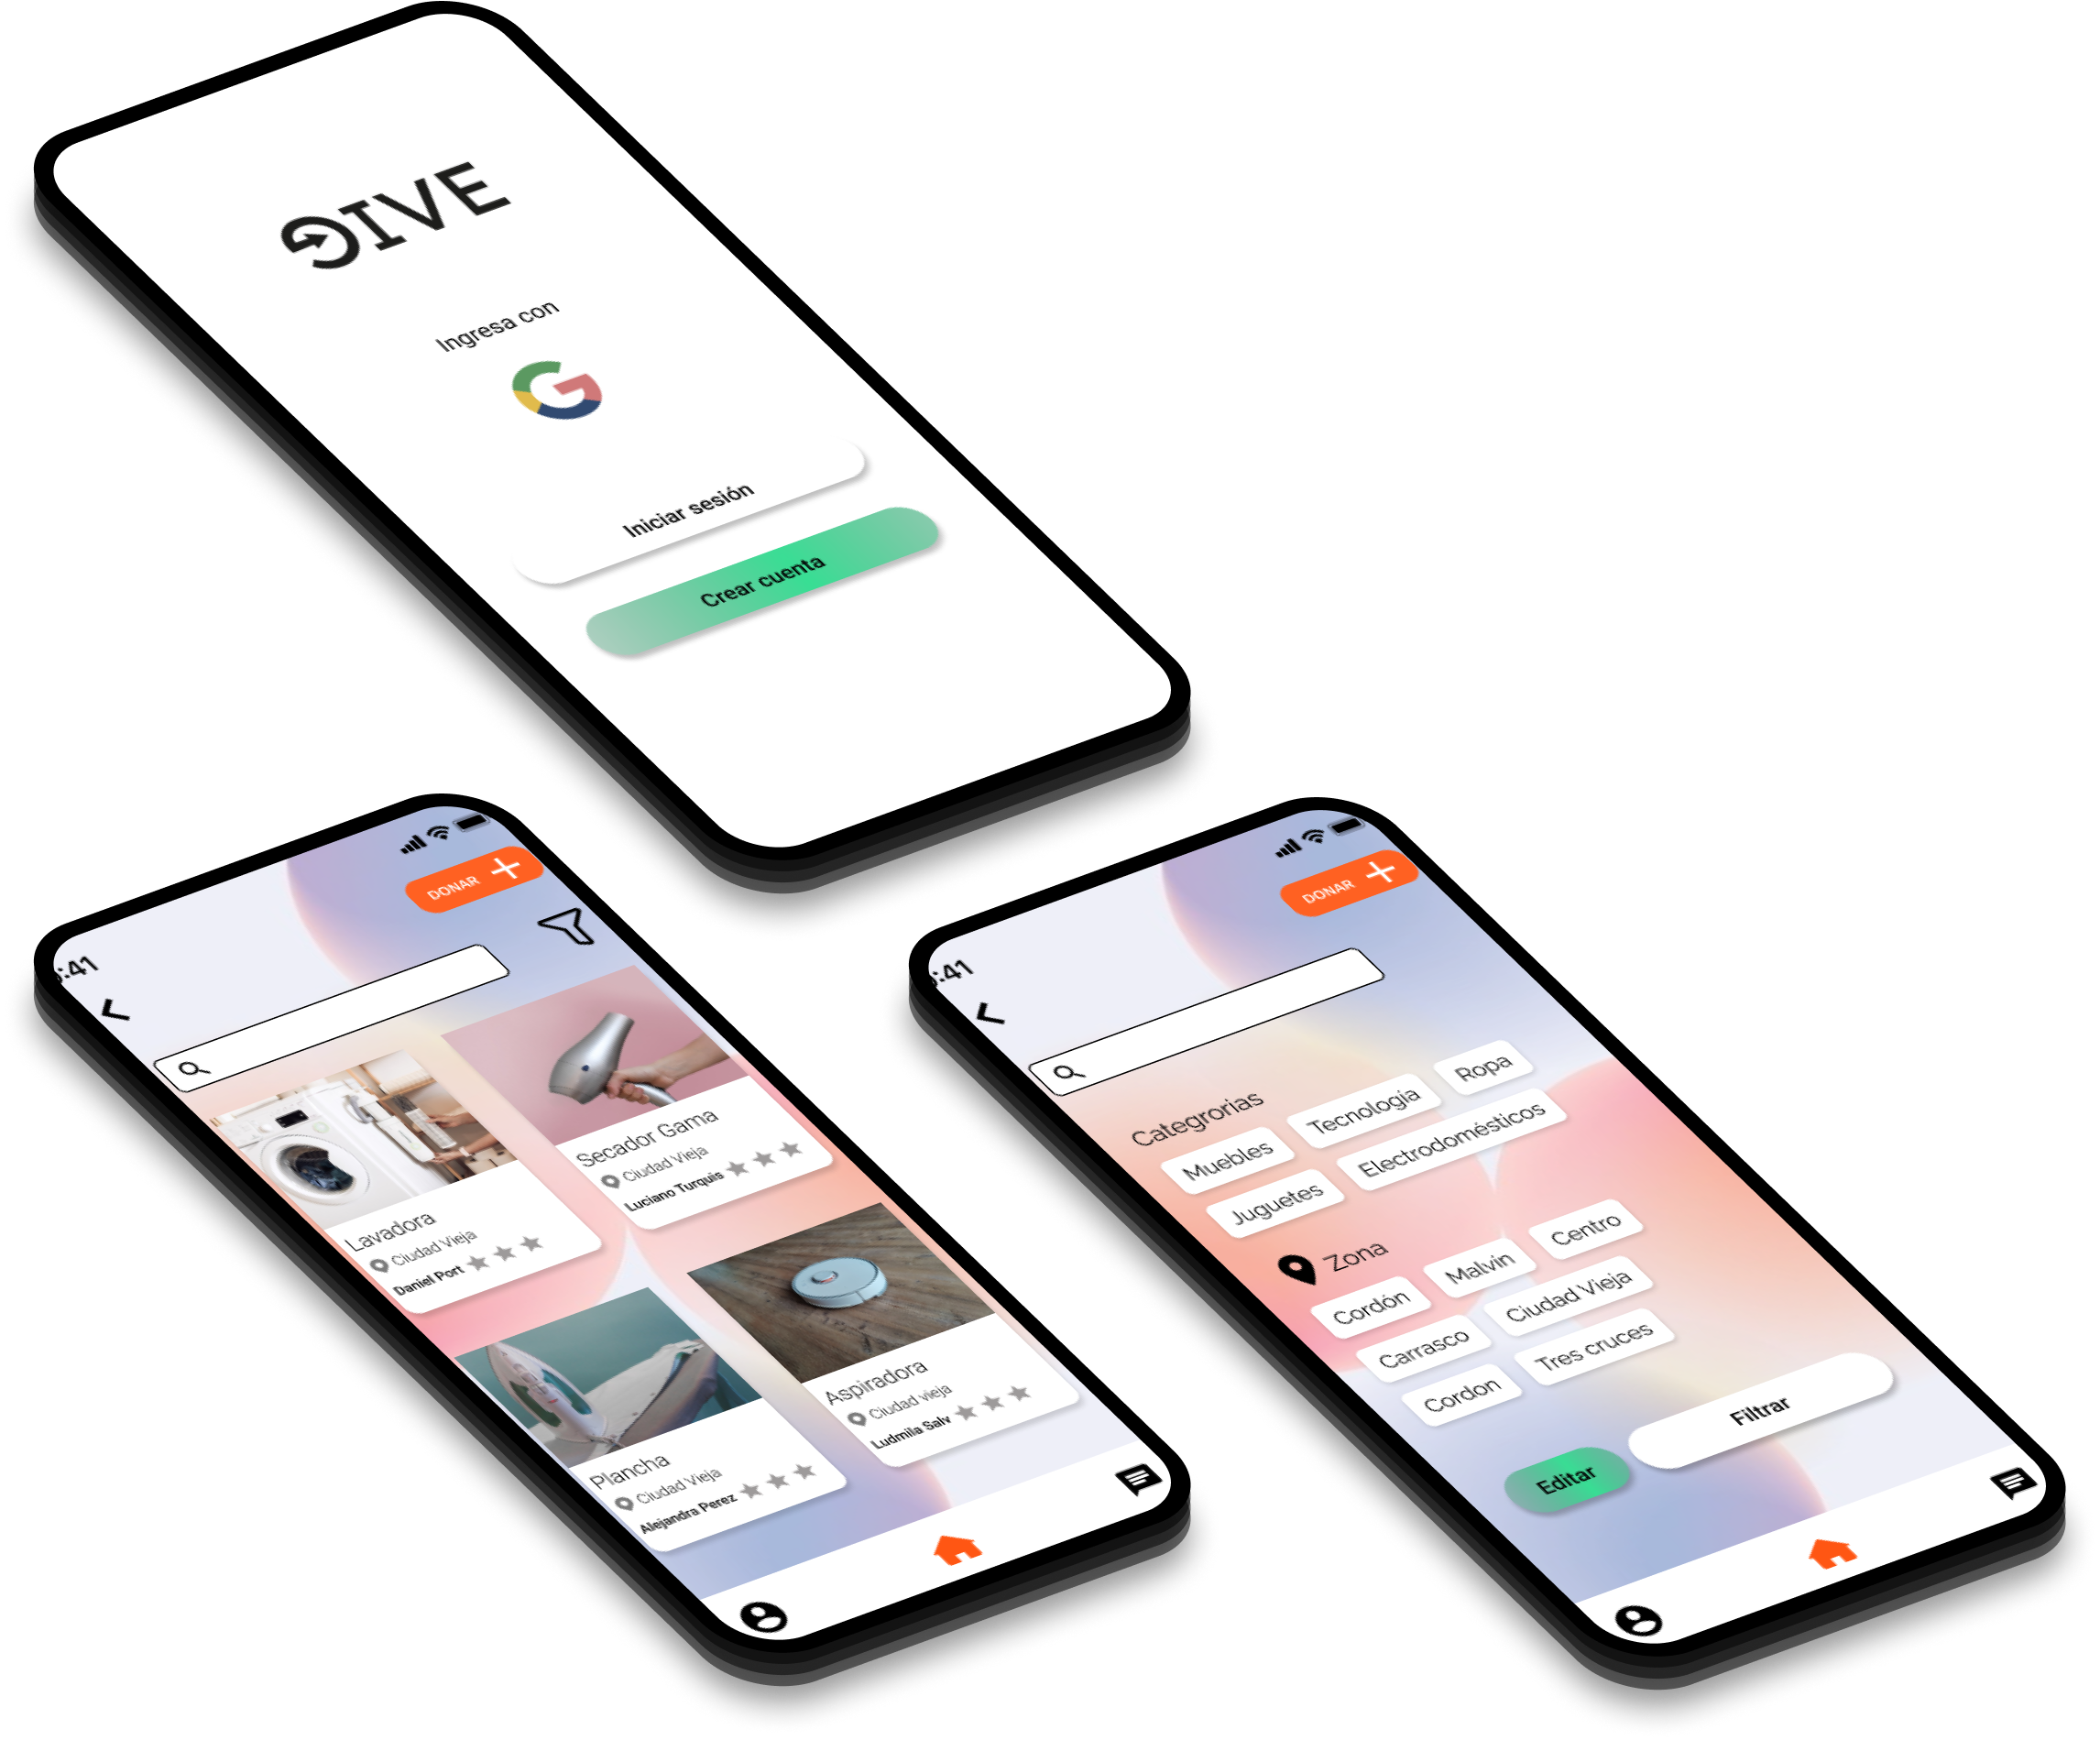 GIVE
Ingresa con
Iniciar sesión
Crear cuenta
:41
DONAR
Lavadora
Ciudad Vieja
Daniel Port
Secador Gama
Ciudad Vieja
Luciano Turquis
Plancha
Ciudad Vieja
Alejandra Perez
Aspiradora
Ciudad vieja
Ludmila Salv
:41
DONAR
Categrorias
Muebles Tecnologia Ropa
Juguetes Electrodomésticos
Zona
Cordón Malvin Centro
Carrasco Ciudad Vieja
Cordon Tres cruces
Editar Filtrar